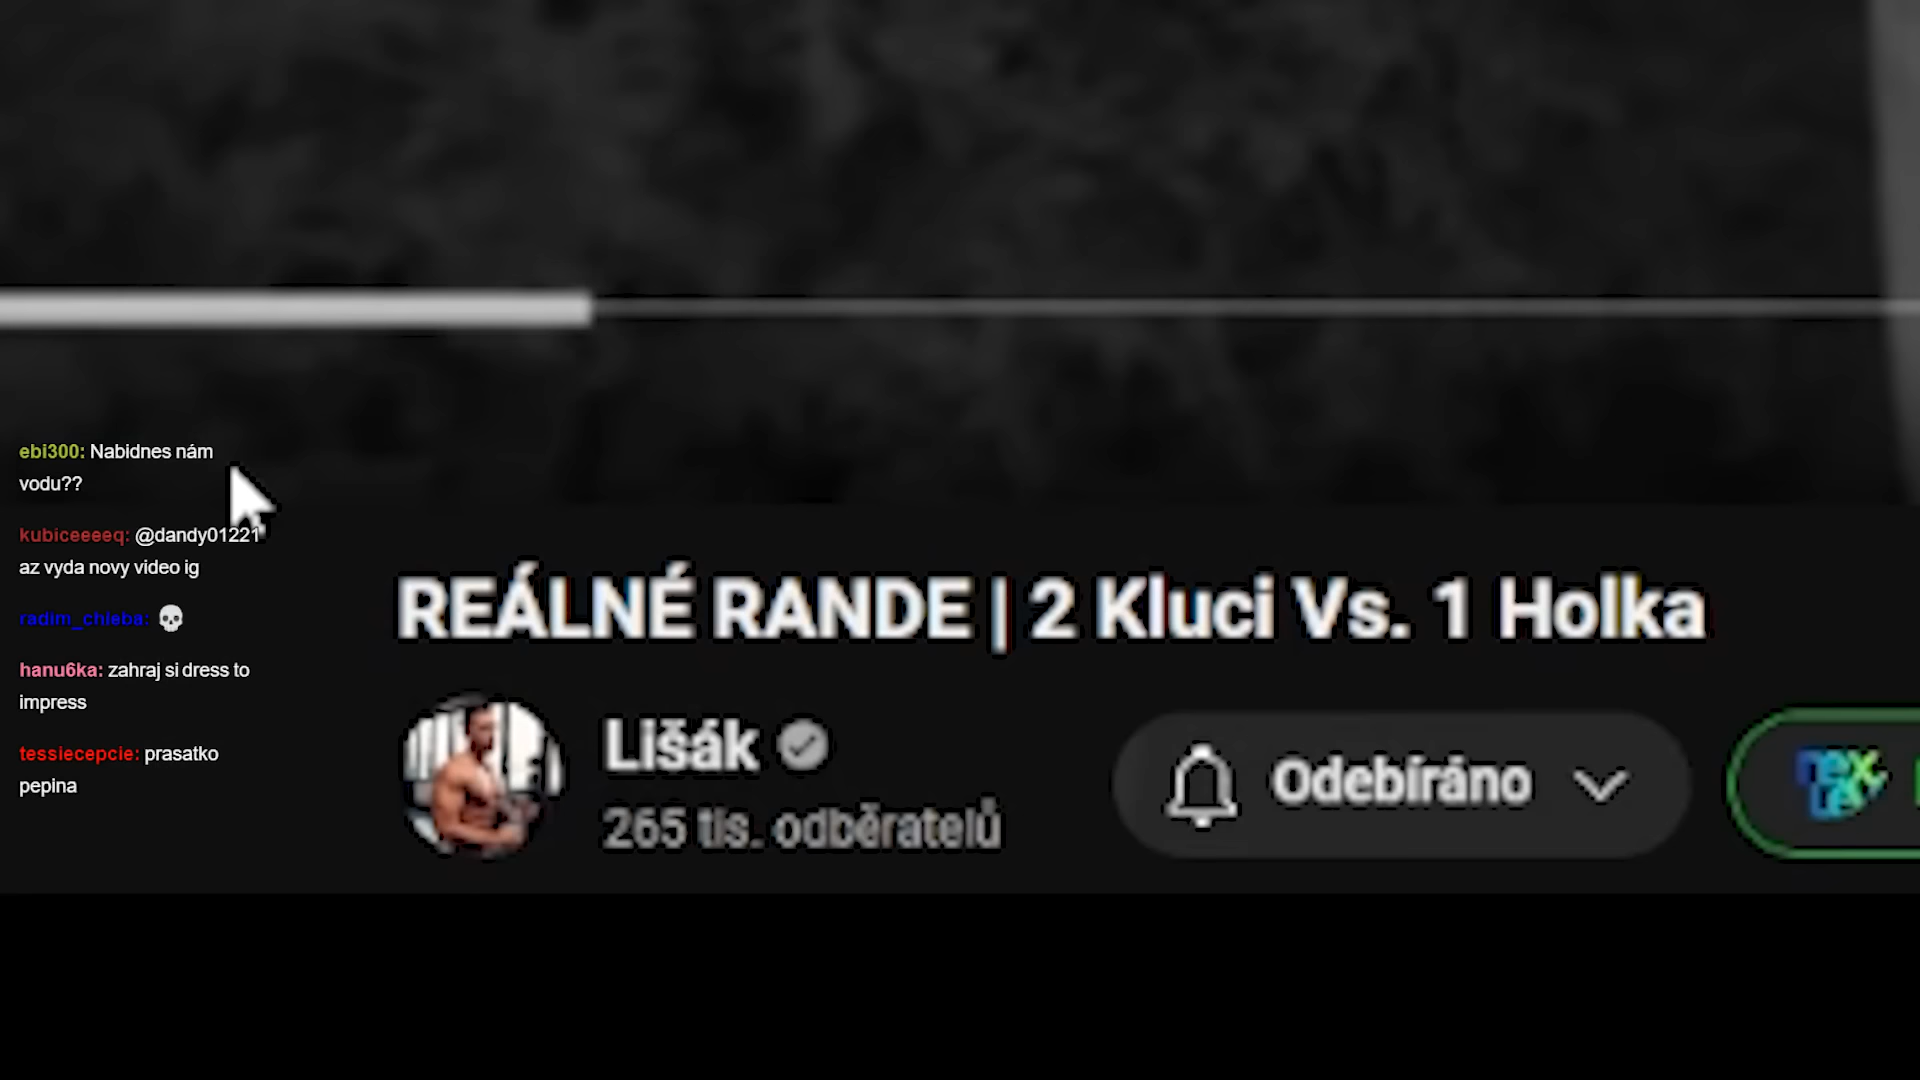 ebi300: Nabidnes nám
vodu??
kubiceeeeq: @dandy01221
az vyda novy video ig
radim_chleba: 💀
hanu6ka: zahraj si dress to
impress
tessiecepcie: prasatko
pepina
REÁLNÉ RANDE | 2 Kluci Vs. 1 Holka
Lišák
265 tis. odběratelů
Odebíráno